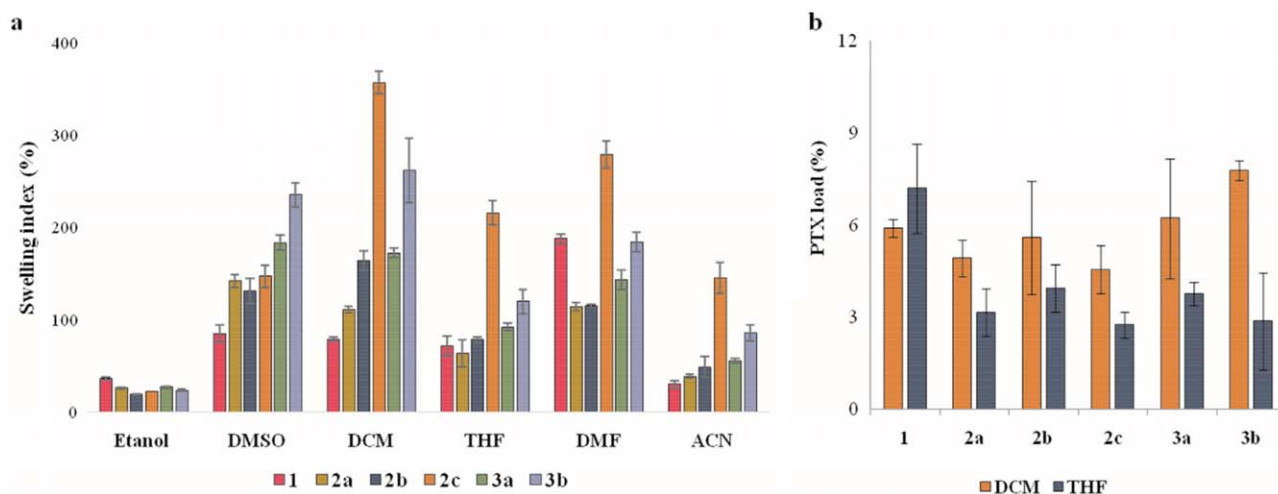 a
Swelling index (%)
400
300
200
100
0
Etanol DMSO DCM THF DMF ACN
1 2a 2b 2c 3a 3b
b
PTX load (%)
12
9
6
3
0
1 2a 2b 2c 3a 3b
DCM THF